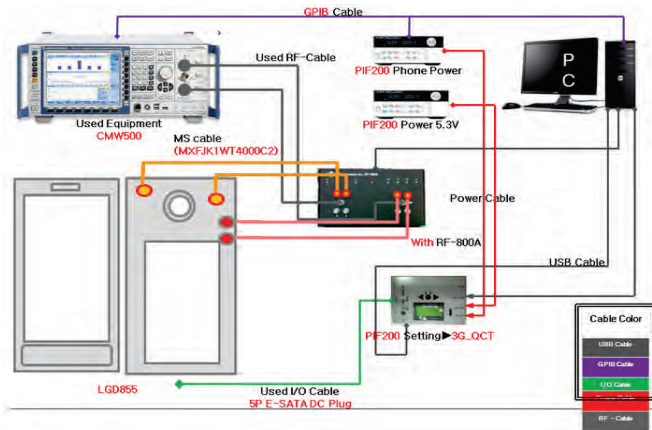 GPIB Cable
Used RF-Cable
PIF200 Phone Power
P
C
PIF200 Power 5.3V
Used Equipment
CMW500
MS cable
(MXFJK1WT4000C2)
Power Cable
With RF-800A
USB Cable
PIF200 Setting▶3G_QCT
LGD855
Used I/O Cable
5P E-SATA DC Plug
Cable Color
USB Cable
GPIB Cable
I/O Cable
RF - Cable